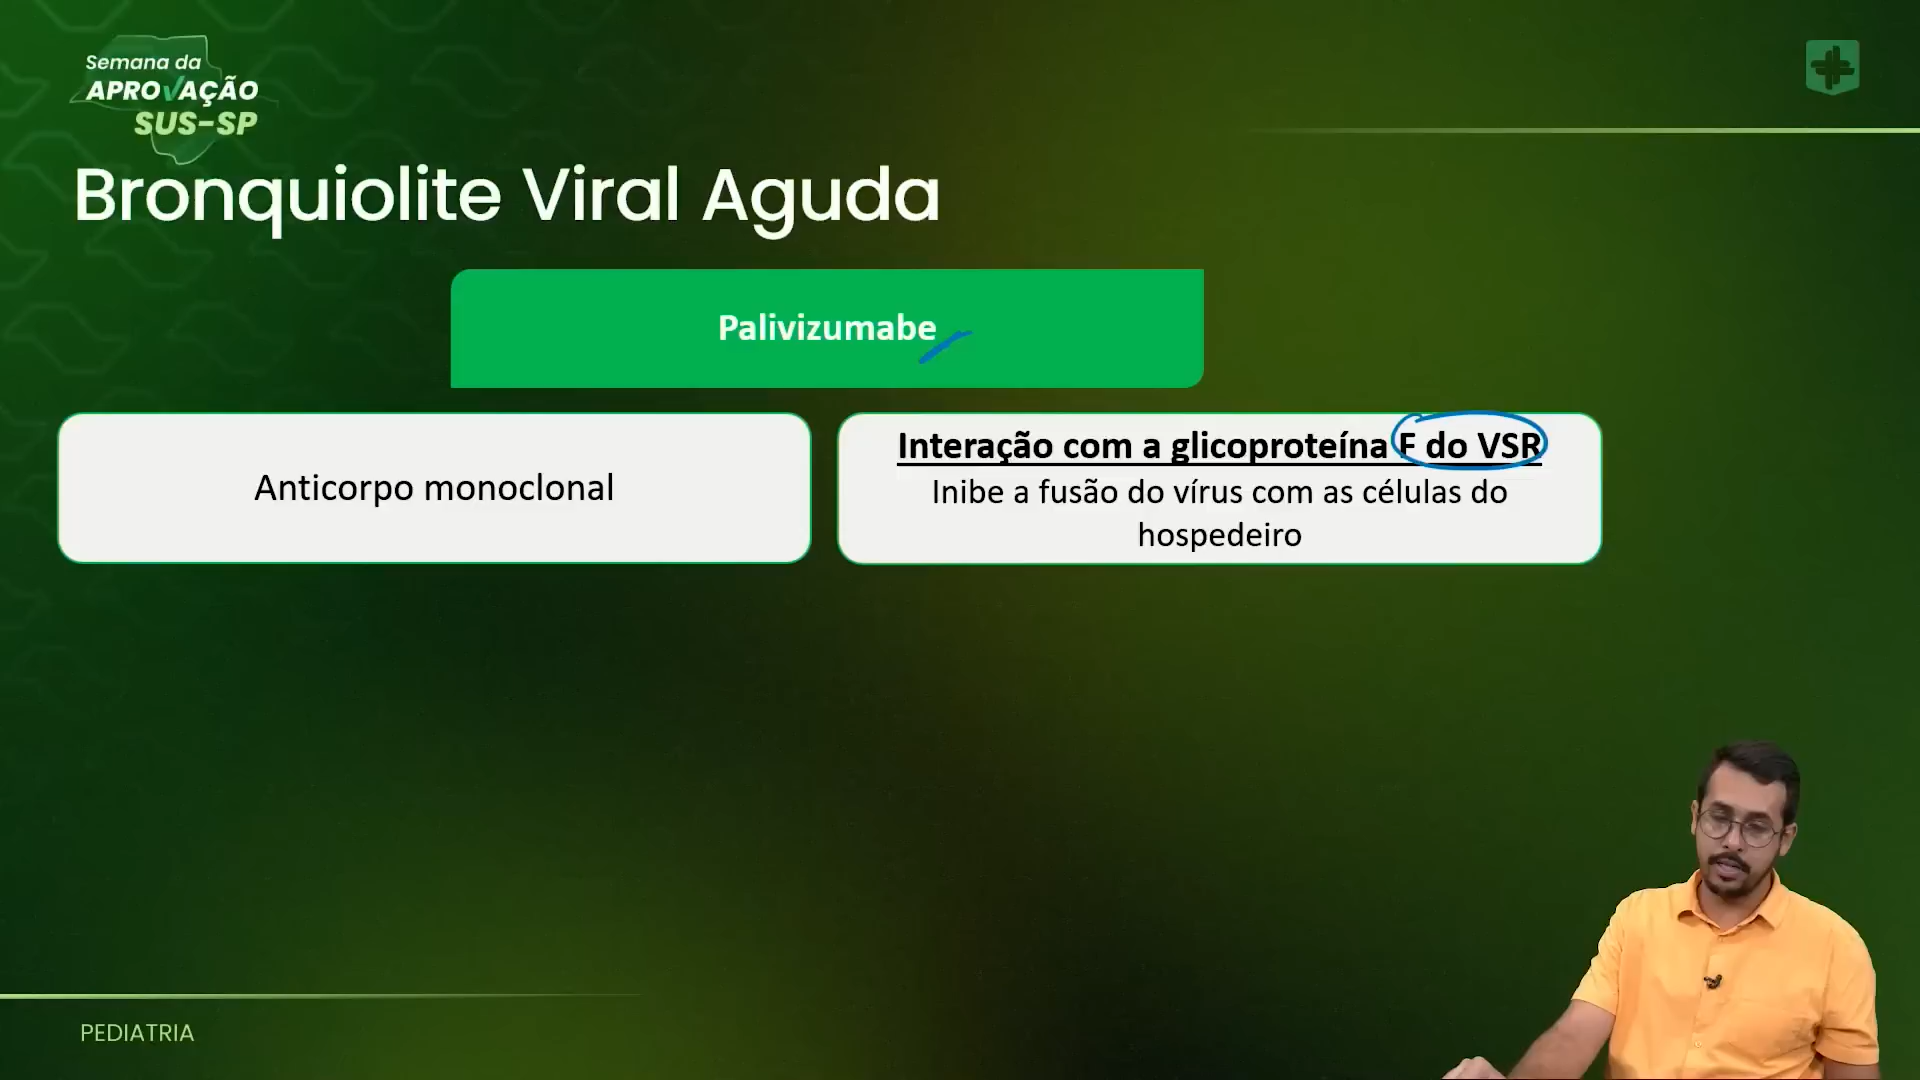 Semana da
APROVAÇÃO
SUS-SP
Bronquiolite Viral Aguda
Palivizumabe
Anticorpo monoclonal
Interação com a glicoproteína F do VSR
Inibe a fusão do vírus com as células do
hospedeiro
PEDIATRIA